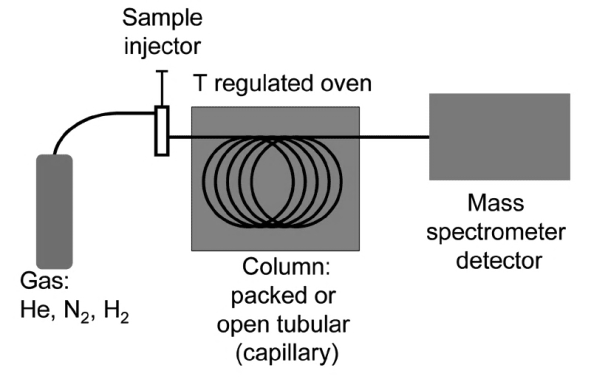 Sample
injector
T regulated oven
Mass
spectrometer
detector
Column:
packed or
open tubular
(capillary)
Gas:
He, N₂, H₂